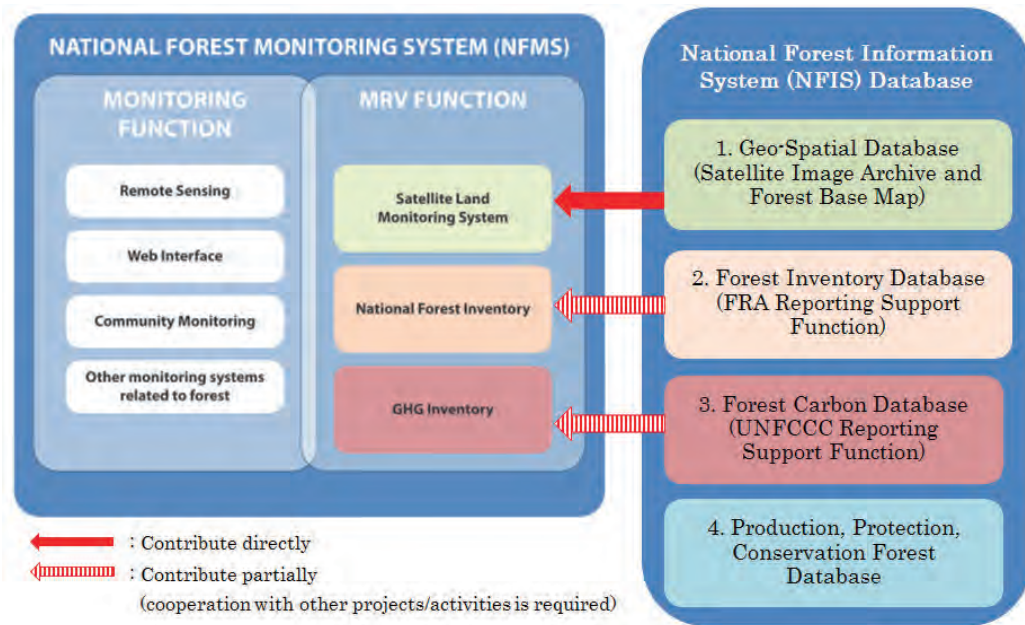 NATIONAL FOREST MONITORING SYSTEM (NFMS)
MONITORING
FUNCTION
Remote Sensing
Web Interface
Community Monitoring
Other monitoring systems
related to forest
MRV FUNCTION
Satellite Land
Monitoring System
National Forest Inventory
GHG Inventory
National Forest Information
System (NFIS) Database
1. Geo-Spatial Database
(Satellite Image Archive and
Forest Base Map)
2. Forest Inventory Database
(FRA Reporting Support
Function)
3. Forest Carbon Database
(UNFCCC Reporting
Support Function)
4. Production, Protection,
Conservation Forest
Database
: Contribute directly
: Contribute partially
(cooperation with other projects/activities is required)